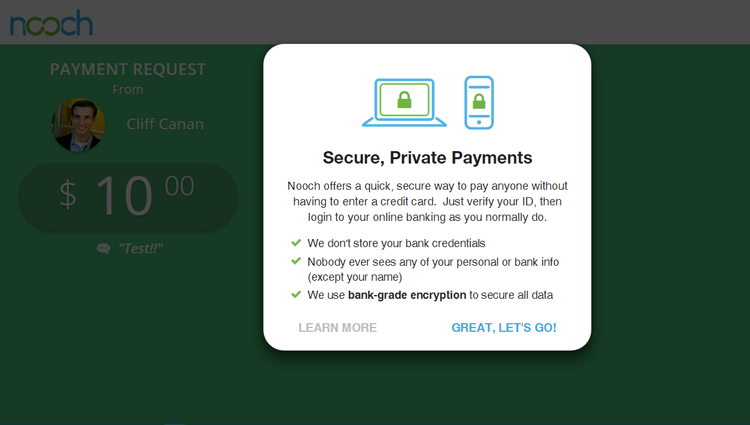 nooch
PAYMENT REQUEST
From
Cliff Canan
$ 10 00
"Test!!"
Secure, Private Payments
Nooch offers a quick, secure way to pay anyone without
having to enter a credit card.  Just verify your ID, then
login to your online banking as you normally do.
We don't store your bank credentials
Nobody ever sees any of your personal or bank info
(except your name)
We use bank-grade encryption to secure all data
LEARN MORE
GREAT, LET'S GO!